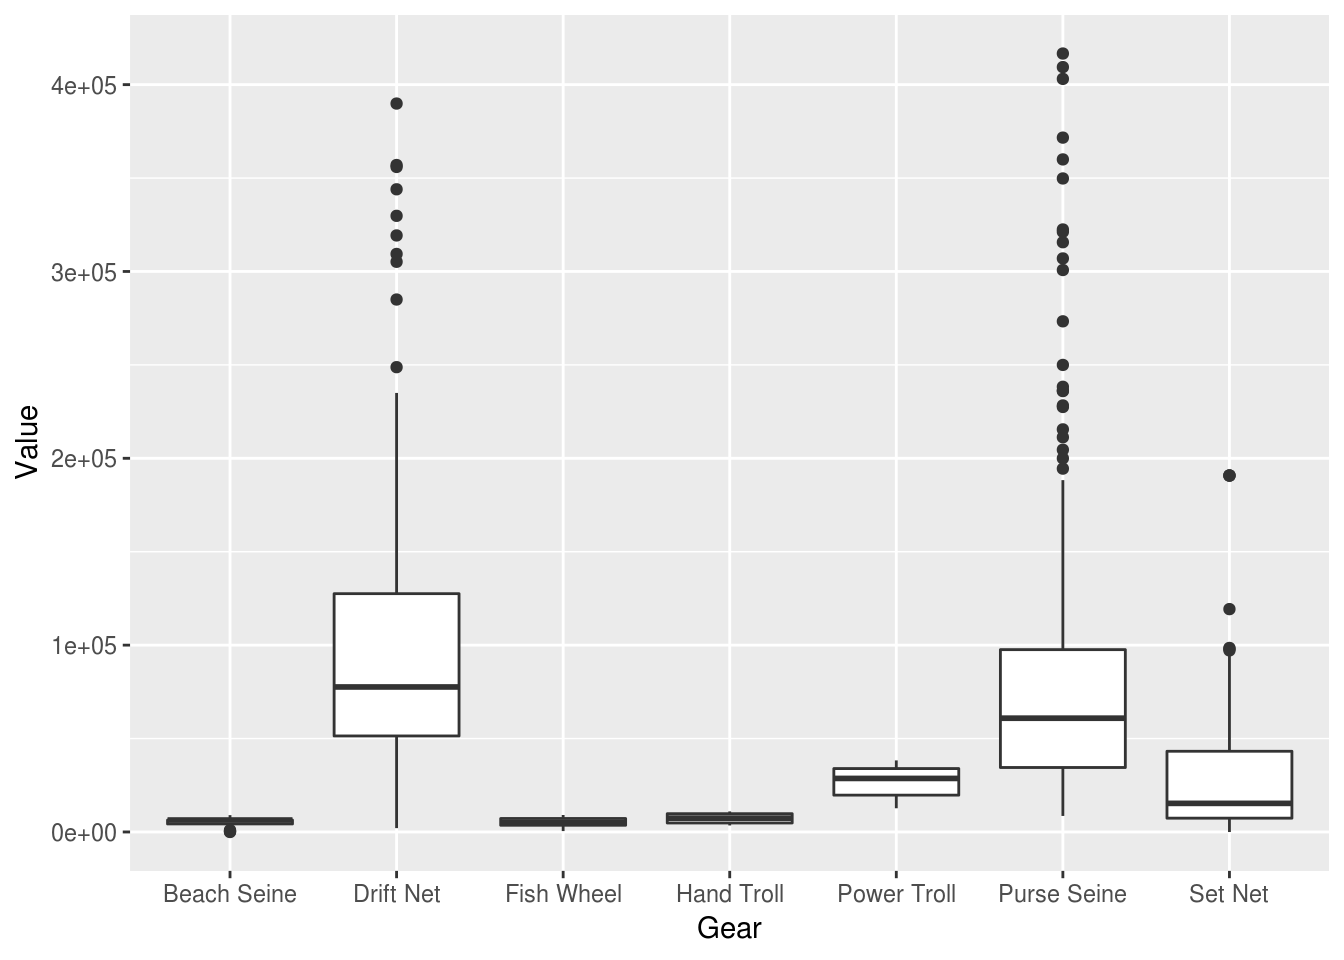 4e+05
3e+05
2e+05
1e+05
0e+00
Value
Beach Seine Drift Net Fish Wheel Hand Troll Power Troll Purse Seine Set Net
Gear